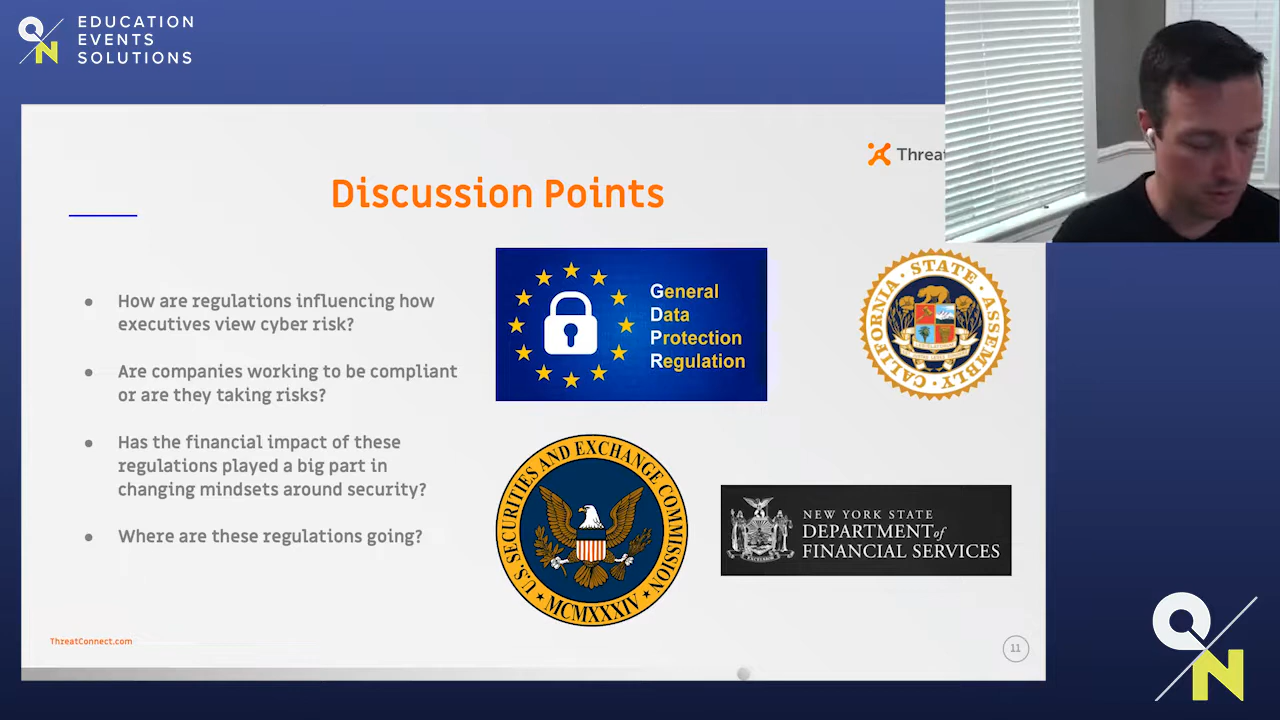 QN
EDUCATION
EVENTS
SOLUTIONS
Threat
Discussion Points
How are regulations influencing how
executives view cyber risk?
Are companies working to be compliant
or are they taking risks?
Has the financial impact of these
regulations played a big part in
changing mindsets around security?
Where are these regulations going?
General
Data
Protection
Regulation
CALIFORNIA STATE ASSEMBLY
U.S. SECURITIES AND EXCHANGE COMMISSION
MCMXXXIV
NEW YORK STATE
DEPARTMENT of
FINANCIAL SERVICES
ThreatConnect.com
11
QN